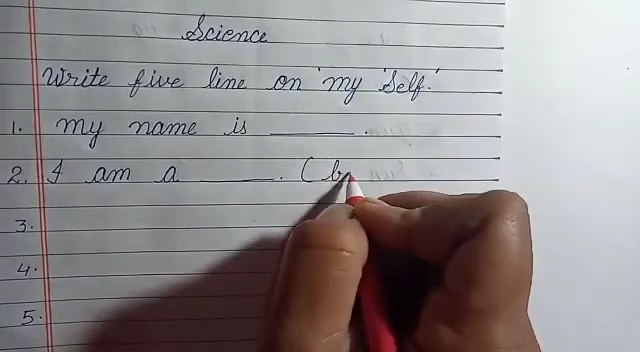 Science
Write five line on 'my self.'
1. My name is ______.
2. I am a ______. (b
3.
4.
5.